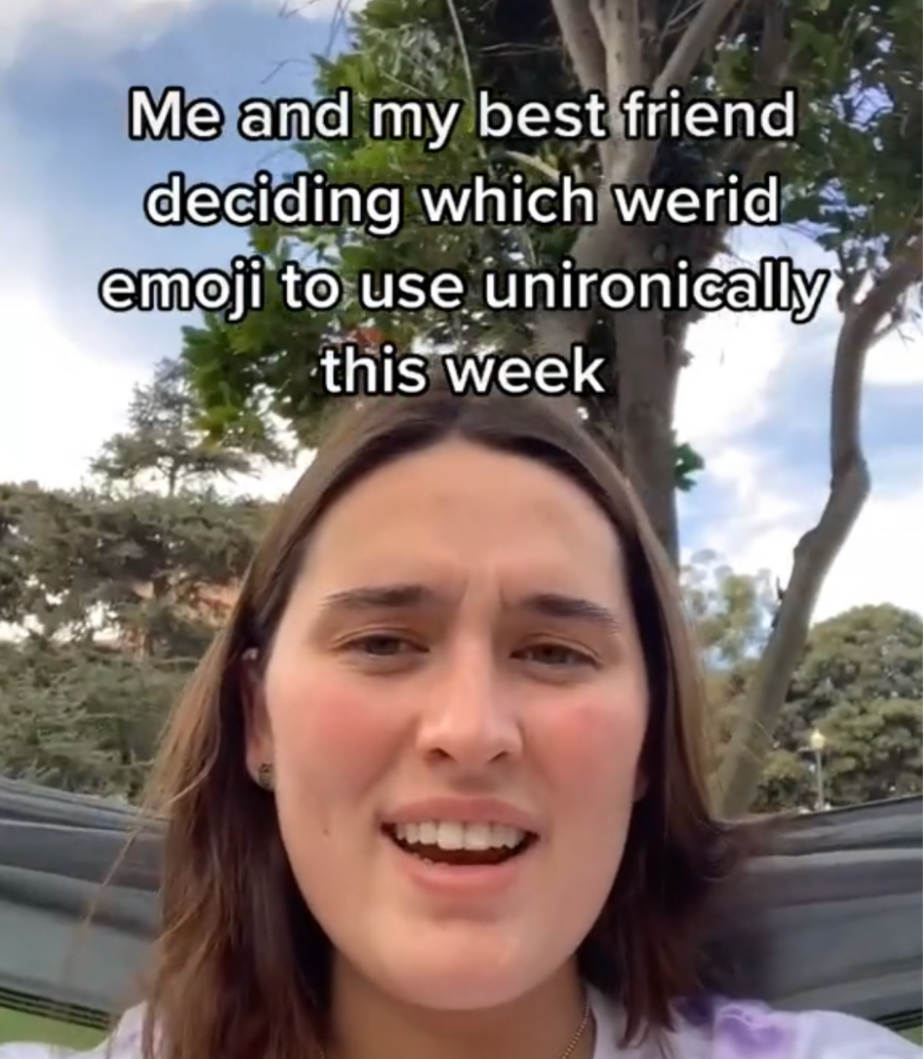 Me and my best friend
deciding which werid
emoji to use unironically
this week